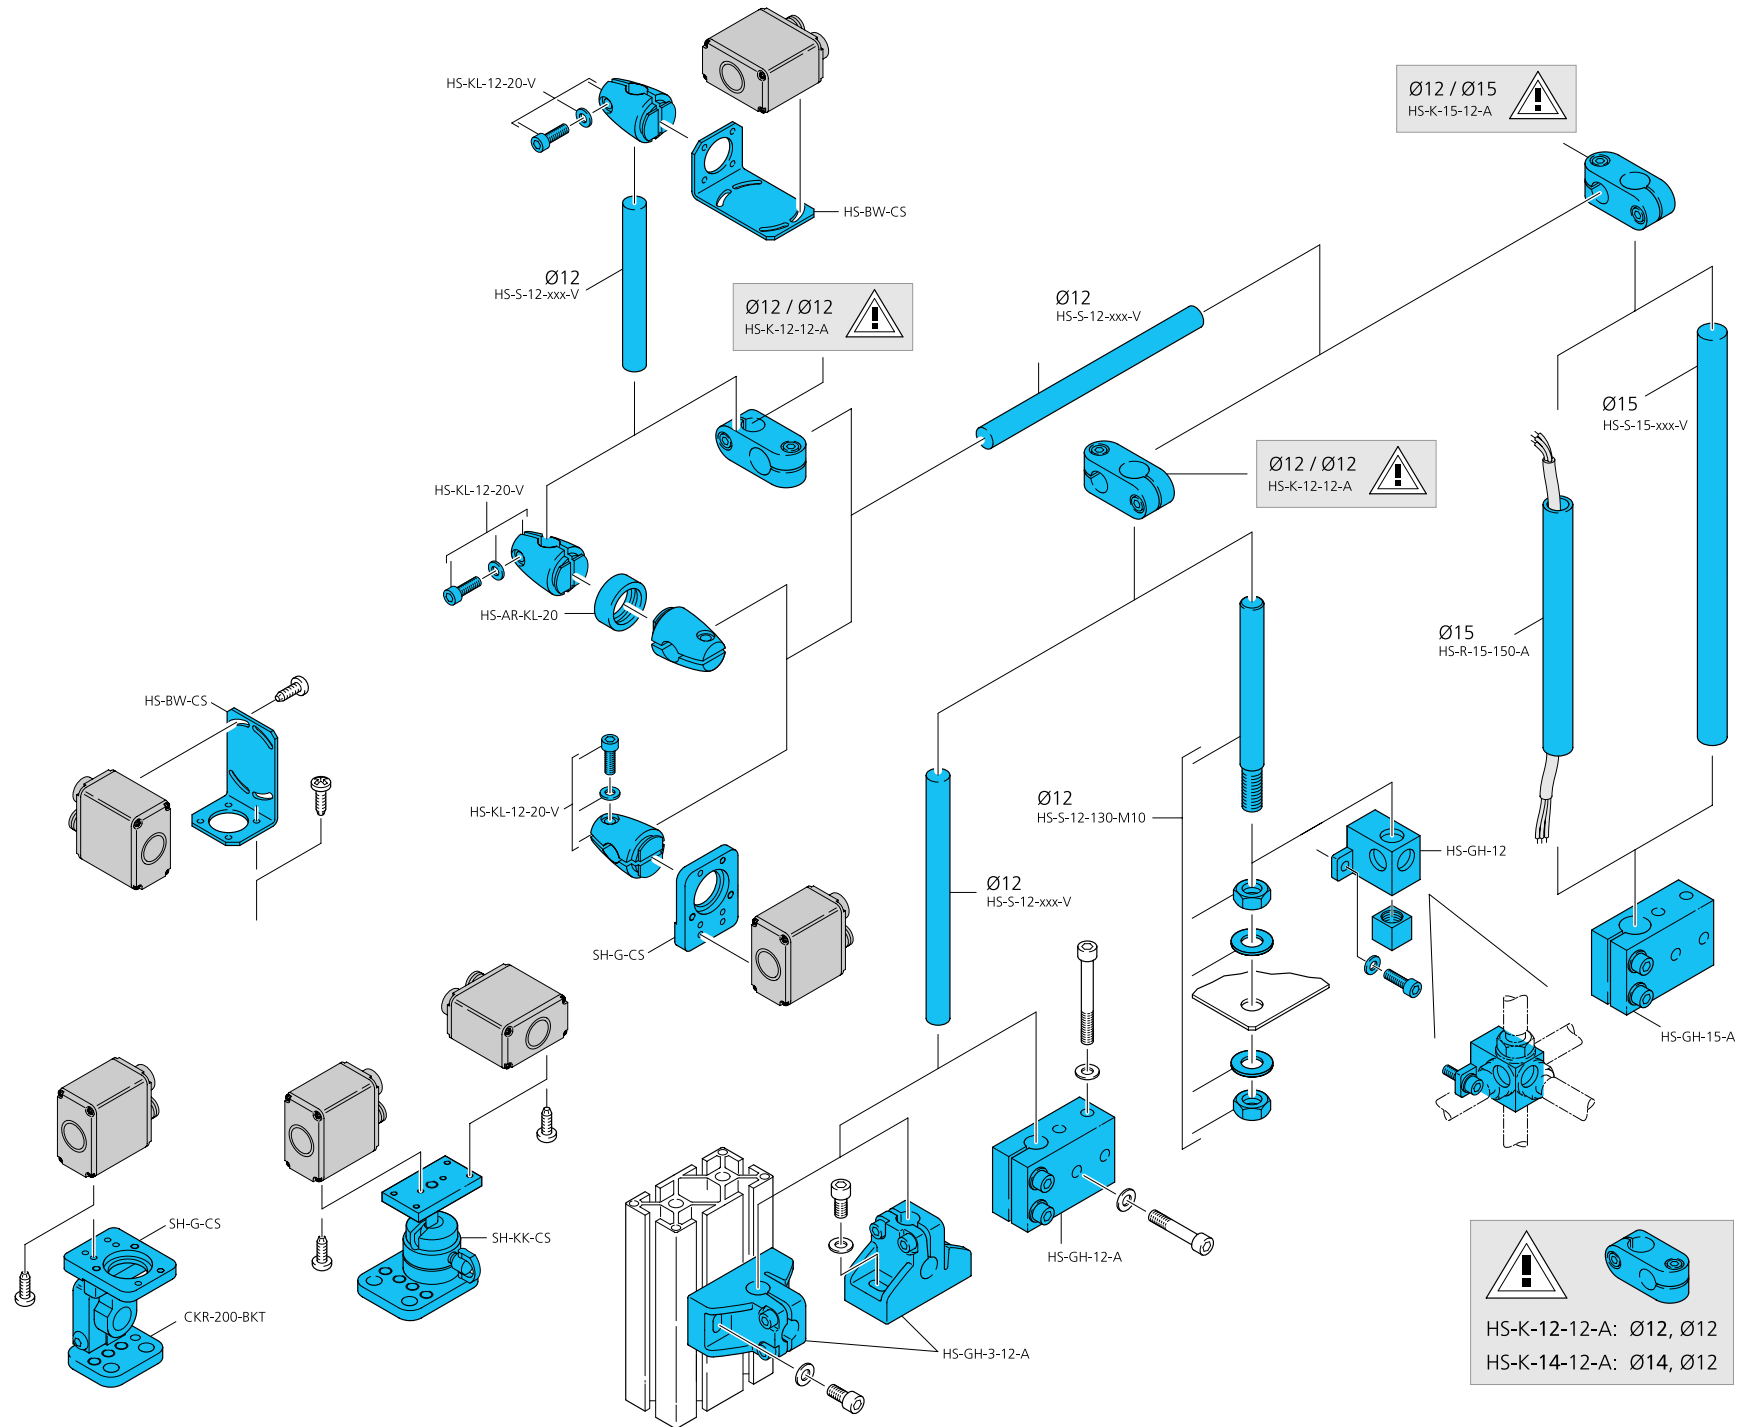 HS-KL-12-20-V
Ø12 / Ø15
HS-K-15-12-A
HS-BW-CS
Ø12
HS-S-12-xxx-V
Ø12 / Ø12
HS-K-12-12-A
Ø12
HS-S-12-xxx-V
Ø15
HS-S-15-xxx-V
Ø12 / Ø12
HS-K-12-12-A
HS-KL-12-20-V
HS-AR-KL-20
Ø15
HS-R-15-150-A
HS-BW-CS
HS-KL-12-20-V
Ø12
HS-S-12-130-M10
HS-GH-12
Ø12
HS-S-12-xxx-V
SH-G-CS
HS-GH-15-A
SH-G-CS
SH-KK-CS
HS-GH-12-A
CKR-200-BKT
HS-GH-3-12-A
HS-K-12-12-A: Ø12, Ø12
HS-K-14-12-A: Ø14, Ø12